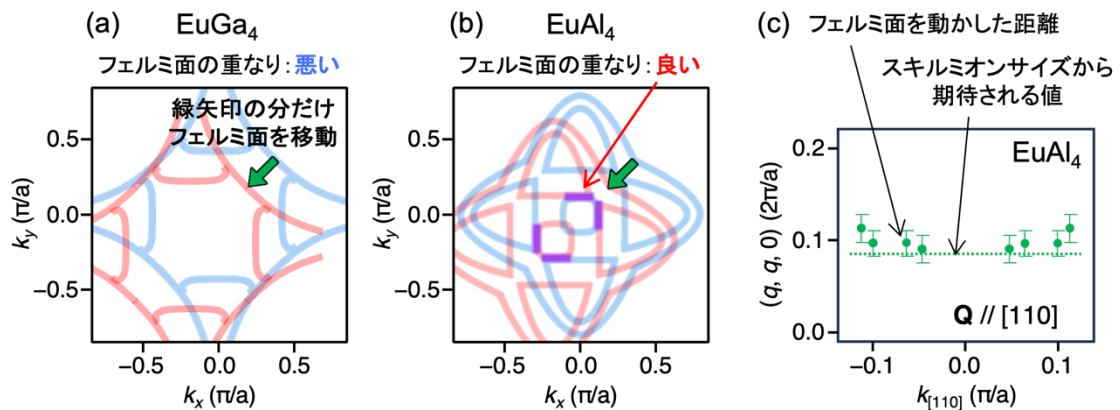 (a) EuGa₄
フェルミ面の重なり：悪い
緑矢印の分だけ
フェルミ面を移動
0.5
0.0
−0.5
k_y (π/a)
−0.5 0.0 0.5
k_x (π/a)
(b) EuAl₄
フェルミ面の重なり：良い
0.5
0.0
−0.5
k_y (π/a)
−0.5 0.0 0.5
k_x (π/a)
(c)
フェルミ面を動かした距離
スキルミオンサイズから
期待される値
EuAl₄
0.2
0.1
0.0
(q, q, 0) (2π/a)
Q // [110]
−0.1 0.0 0.1
k_[110] (π/a)